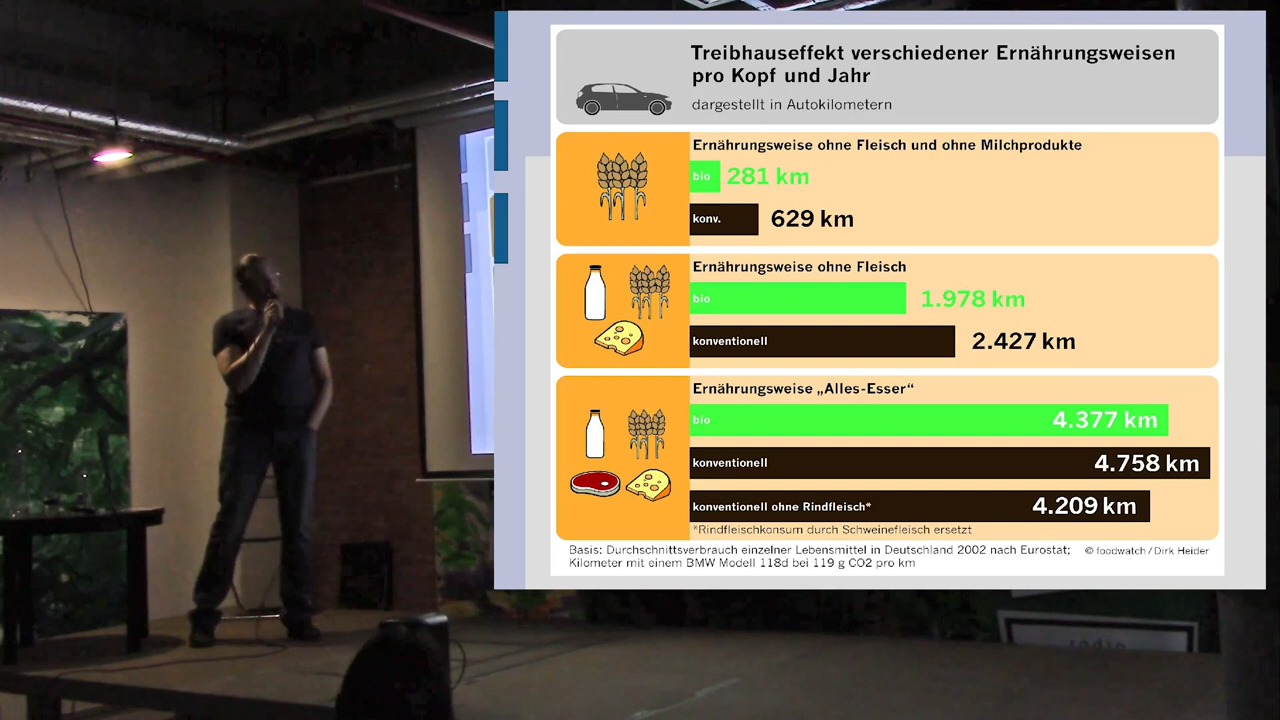 Treibhauseffekt verschiedener Ernährungsweisen
pro Kopf und Jahr
dargestellt in Autokilometern
Ernährungsweise ohne Fleisch und ohne Milchprodukte
bio 281 km
konv. 629 km
Ernährungsweise ohne Fleisch
bio 1.978 km
konventionell 2.427 km
Ernährungsweise „Alles-Esser“
bio 4.377 km
konventionell 4.758 km
konventionell ohne Rindfleisch* 4.209 km
*Rindfleischkonsum durch Schweinefleisch ersetzt
Basis: Durchschnittsverbrauch einzelner Lebensmittel in Deutschland 2002 nach Eurostat; © foodwatch / Dirk Heider
Kilometer mit einem BMW Modell 118d bei 119 g CO2 pro km
radio